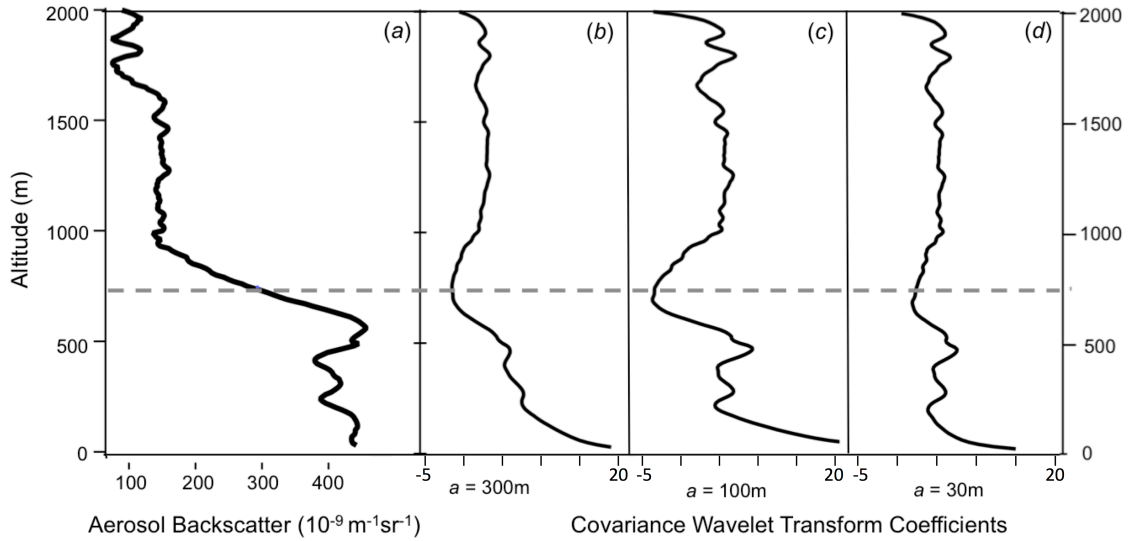 2000
1500
1000
500
0
Altitude (m)
(a)
(b)
(c)
(d)
2000
1500
1000
500
0
100 200 300 400
-5 20
-5 20
-5 20
a = 300m
a = 100m
a = 30m
Aerosol Backscatter (10⁻⁹ m⁻¹sr⁻¹)
Covariance Wavelet Transform Coefficients